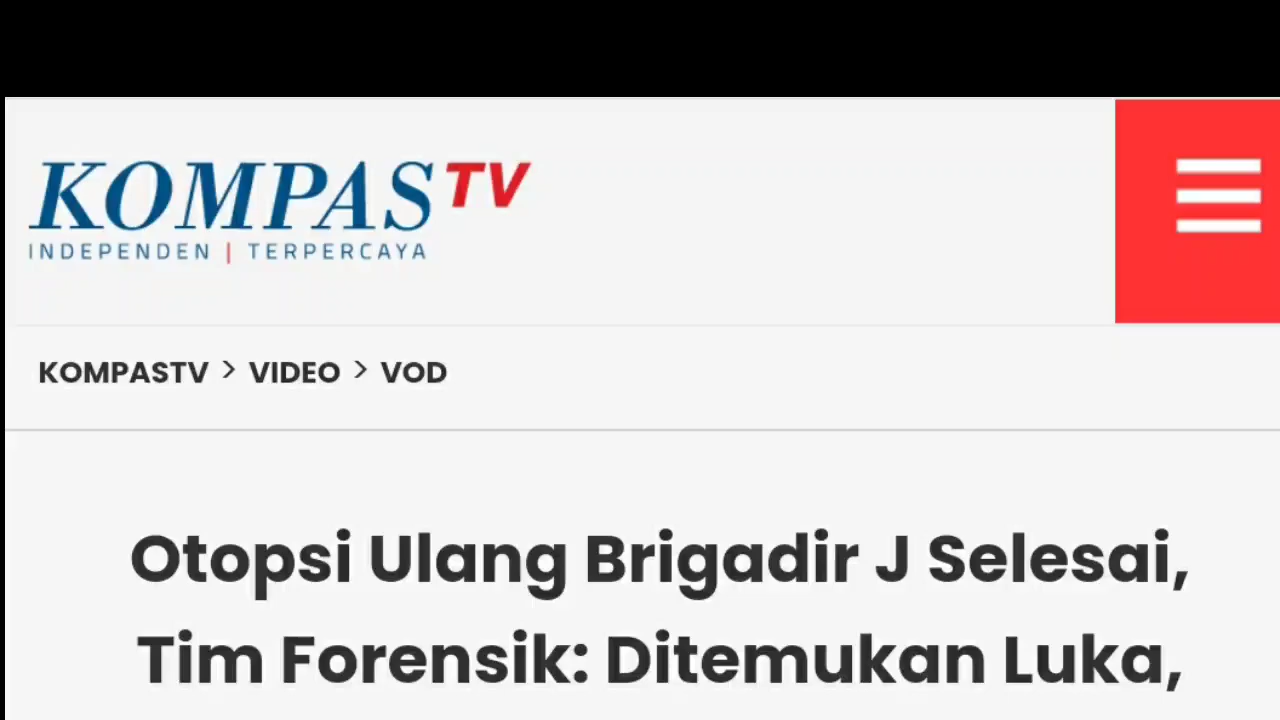 KOMPAS TV
INDEPENDEN | TERPERCAYA
KOMPASTV > VIDEO > VOD
Otopsi Ulang Brigadir J Selesai,
Tim Forensik: Ditemukan Luka,